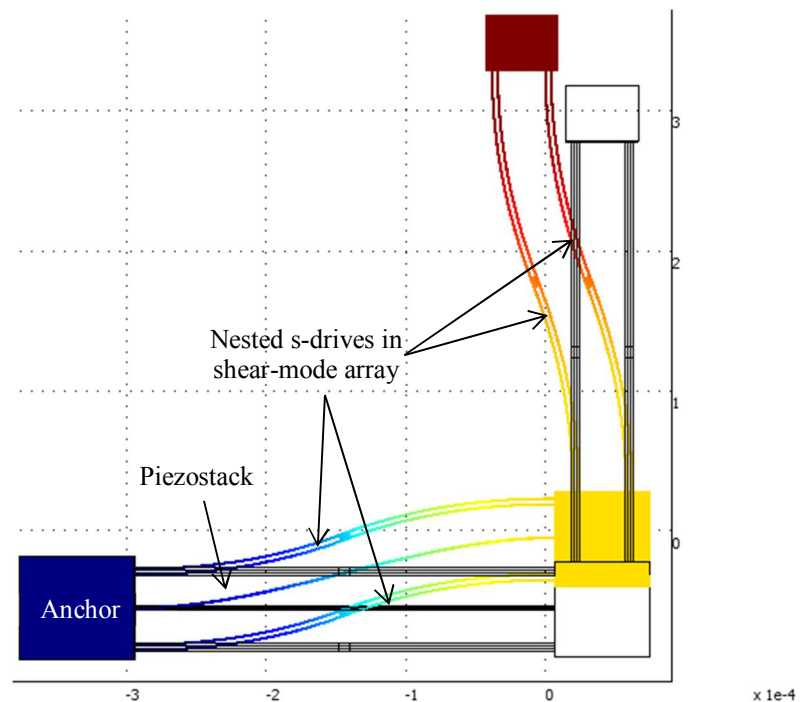 3
2
Nested s-drives in
shear-mode array
1
Piezostack
0
Anchor
-3
-2
-1
0
x 1e-4